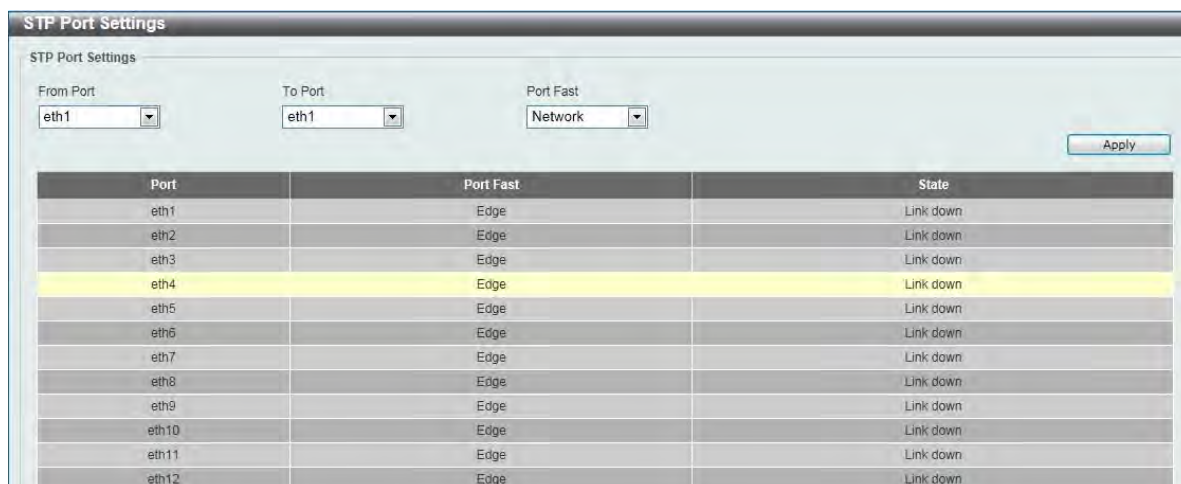 STP Port Settings
STP Port Settings
From Port To Port Port Fast
eth1 eth1 Network
Apply
Port Port Fast State
eth1 Edge Link down
eth2 Edge Link down
eth3 Edge Link down
eth4 Edge Link down
eth5 Edge Link down
eth6 Edge Link down
eth7 Edge Link down
eth8 Edge Link down
eth9 Edge Link down
eth10 Edge Link down
eth11 Edge Link down
eth12 Edge Link down